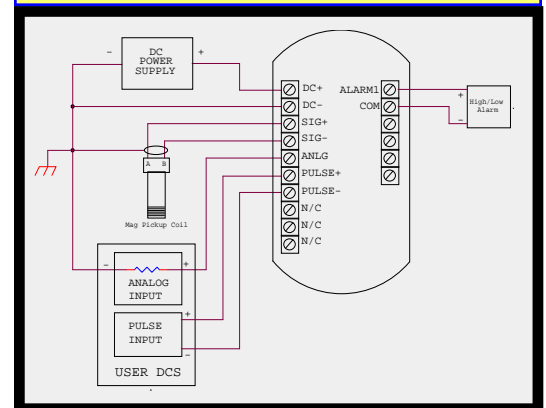 - DC +
POWER
SUPPLY
DC+
DC-
SIG+
SIG-
ANLG
PULSE+
PULSE-
N/C
N/C
N/C
ALARM1
COM
+
High/Low
Alarm
-
A B
Mag Pickup Coil
- +
ANALOG
INPUT
+
PULSE
INPUT
-
USER DCS